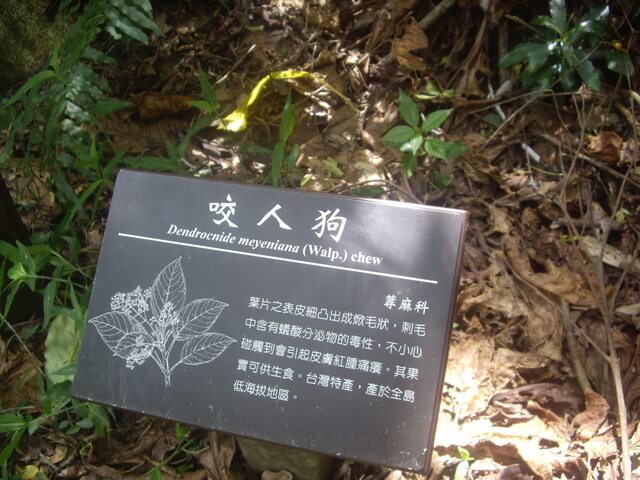 咬人狗
Dendrocnide meyeniana (Walp.) chew
蕁麻科
葉片之表皮細凸出成焮毛狀，刺毛
中含有蟻酸分泌物的毒性，不小心
碰觸到會引起皮膚紅腫痛癢。其果
實可供生食。台灣特產，產於全島
低海拔地區。